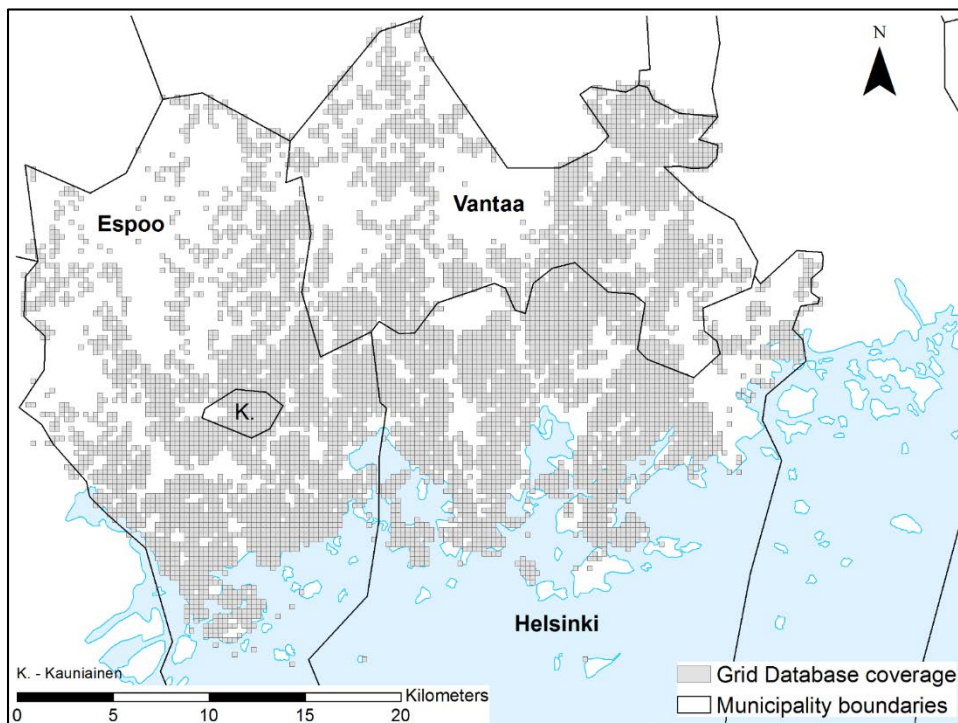 N
Espoo
Vantaa
K.
Helsinki
K. - Kauniainen
Grid Database coverage
Kilometers
Municipality boundaries
0 5 10 15 20